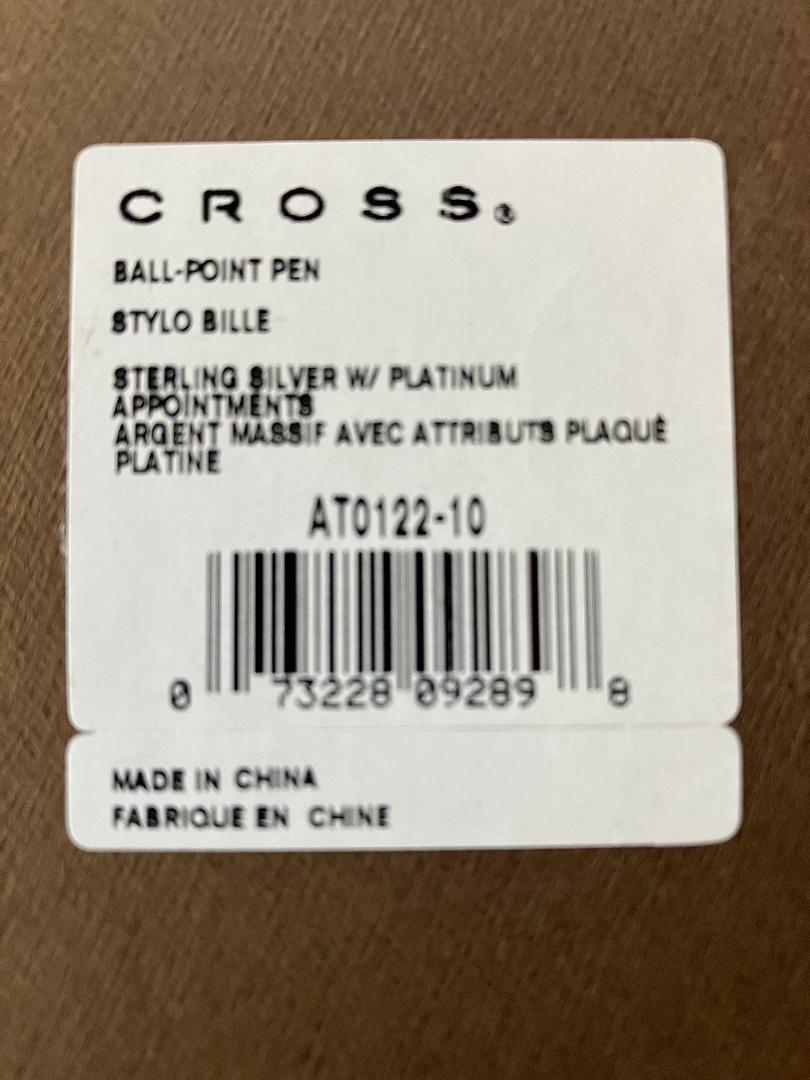 CROSS®
BALL-POINT PEN
STYLO BILLE
STERLING SILVER W/ PLATINUM
APPOINTMENTS
ARGENT MASSIF AVEC ATTRIBUTS PLAQUÈ
PLATINE
AT0122-10
0 73228 09289 8
MADE IN CHINA
FABRIQUE EN CHINE